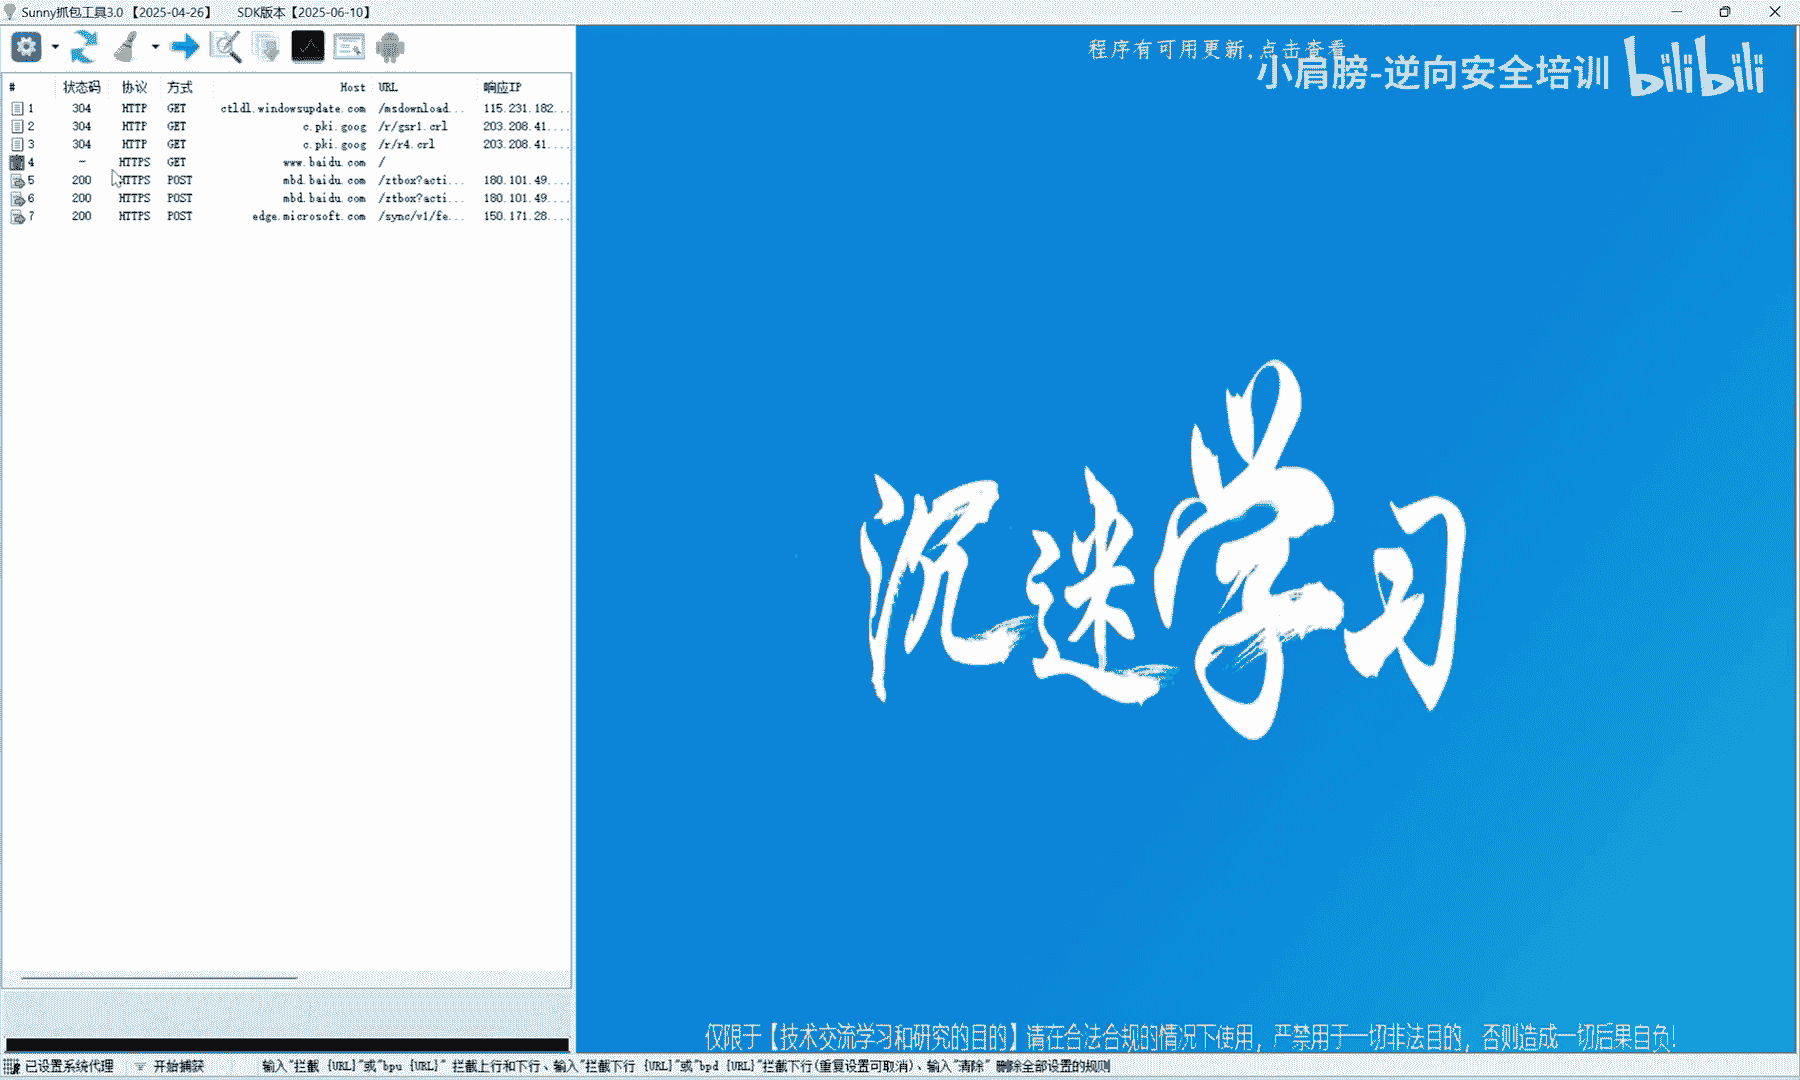 Sunny抓包工具3.0 【2025-04-26】 SDK版本【2025-06-10】
程序有可用更新,点击查看
小肩膀-逆向安全培训 bilibili
# 状态码 协议 方式 Host URL 响应IP
1 304 HTTP GET ctldl.windowsupdate.com /msdownload... 115.231.182....
2 304 HTTP GET c.pki.goog /r/gsr1.crl 203.208.41....
3 304 HTTP GET c.pki.goog /r/r4.crl 203.208.41....
4 - HTTPS GET www.baidu.com /
5 200 HTTPS POST mbd.baidu.com /ztbox?acti... 180.101.49....
6 200 HTTPS POST mbd.baidu.com /ztbox?acti... 180.101.49....
7 200 HTTPS POST edge.microsoft.com /sync/v1/fe... 150.171.28....
沉迷学习
仅限于【技术交流学习和研究的目的】请在合法合规的情况下使用，严禁用于一切非法目的，否则造成一切后果自负!
已设置系统代理 开始捕获 输入"拦截 {URL}"或"bpu {URL}" 拦截上行和下行、输入"拦截下行 {URL}"或"bpd {URL}"拦截下行(重复设置可取消)、输入"清除" 删除全部设置的规则